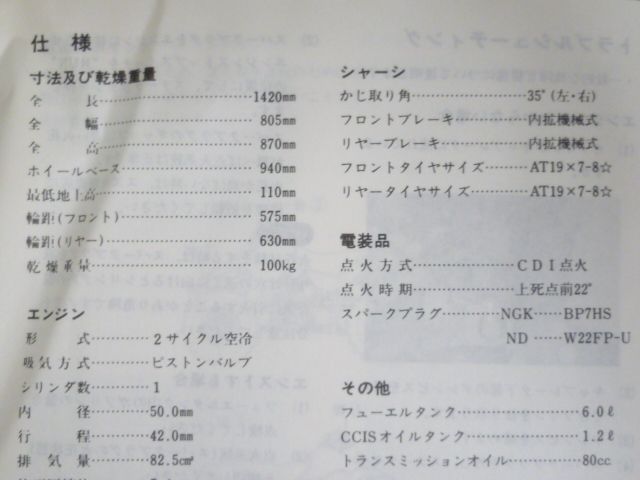 仕様
寸法及び乾燥重量
全長……………………1420mm
全幅……………………805mm
全高……………………870mm
ホイールベース……………………940mm
最低地上高……………………110mm
輪距(フロント)……………………575mm
輪距(リヤー)……………………630mm
乾燥重量……………………100kg
エンジン
形式……………………2サイクル空冷
吸気方式……………………ピストンバルブ
シリンダ数……………………1
内径……………………50.0mm
行程……………………42.0mm
排気量……………………82.5cm³
シャーシ
かじ取り角……………………35°(左・右)
フロントブレーキ……………………内拡機械式
リヤーブレーキ……………………内拡機械式
フロントタイヤサイズ……………………AT19×7-8☆
リヤータイヤサイズ……………………AT19×7-8☆
電装品
点火方式……………………CDI点火
点火時期……………………上死点前22°
スパークプラグ……………………NGK……BP7HS
ND……W22FP-U
その他
フューエルタンク……………………6.0ℓ
CCISオイルタンク……………………1.2ℓ
トランスミッションオイル……………………80cc